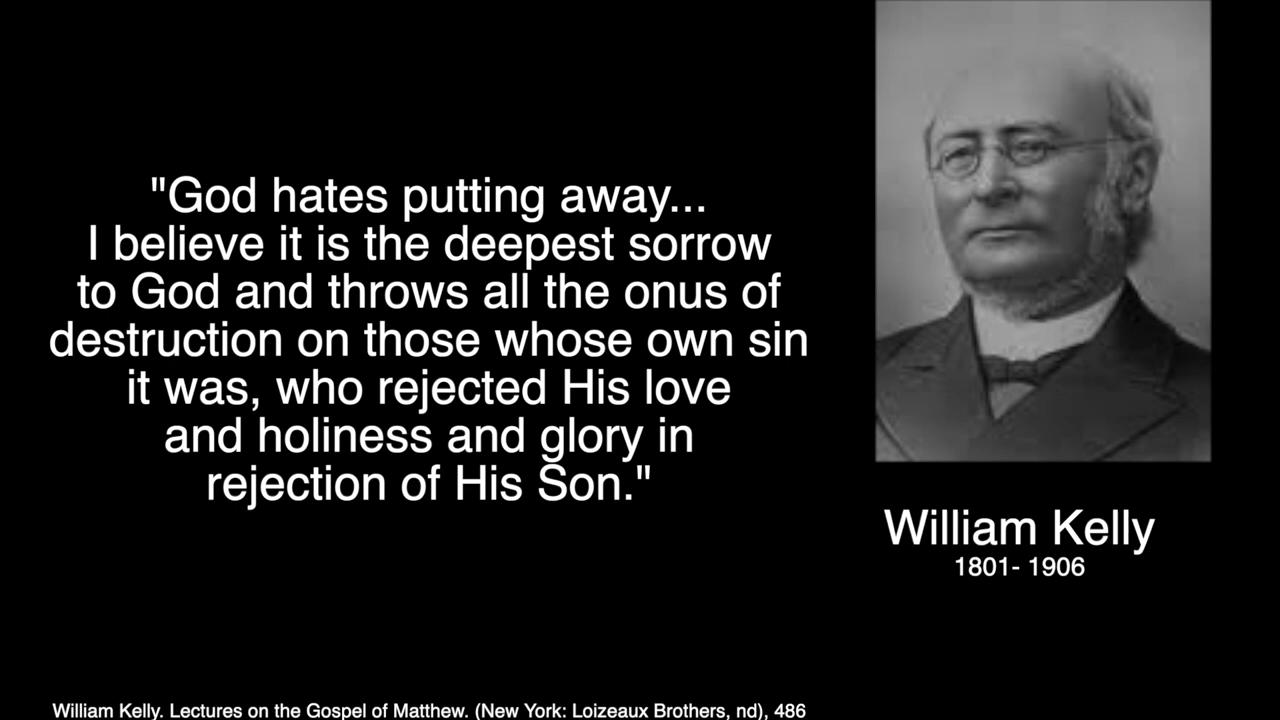 "God hates putting away...
I believe it is the deepest sorrow
to God and throws all the onus of
destruction on those whose own sin
it was, who rejected His love
and holiness and glory in
rejection of His Son."
William Kelly
1801- 1906
William Kelly. Lectures on the Gospel of Matthew. (New York: Loizeaux Brothers, nd), 486